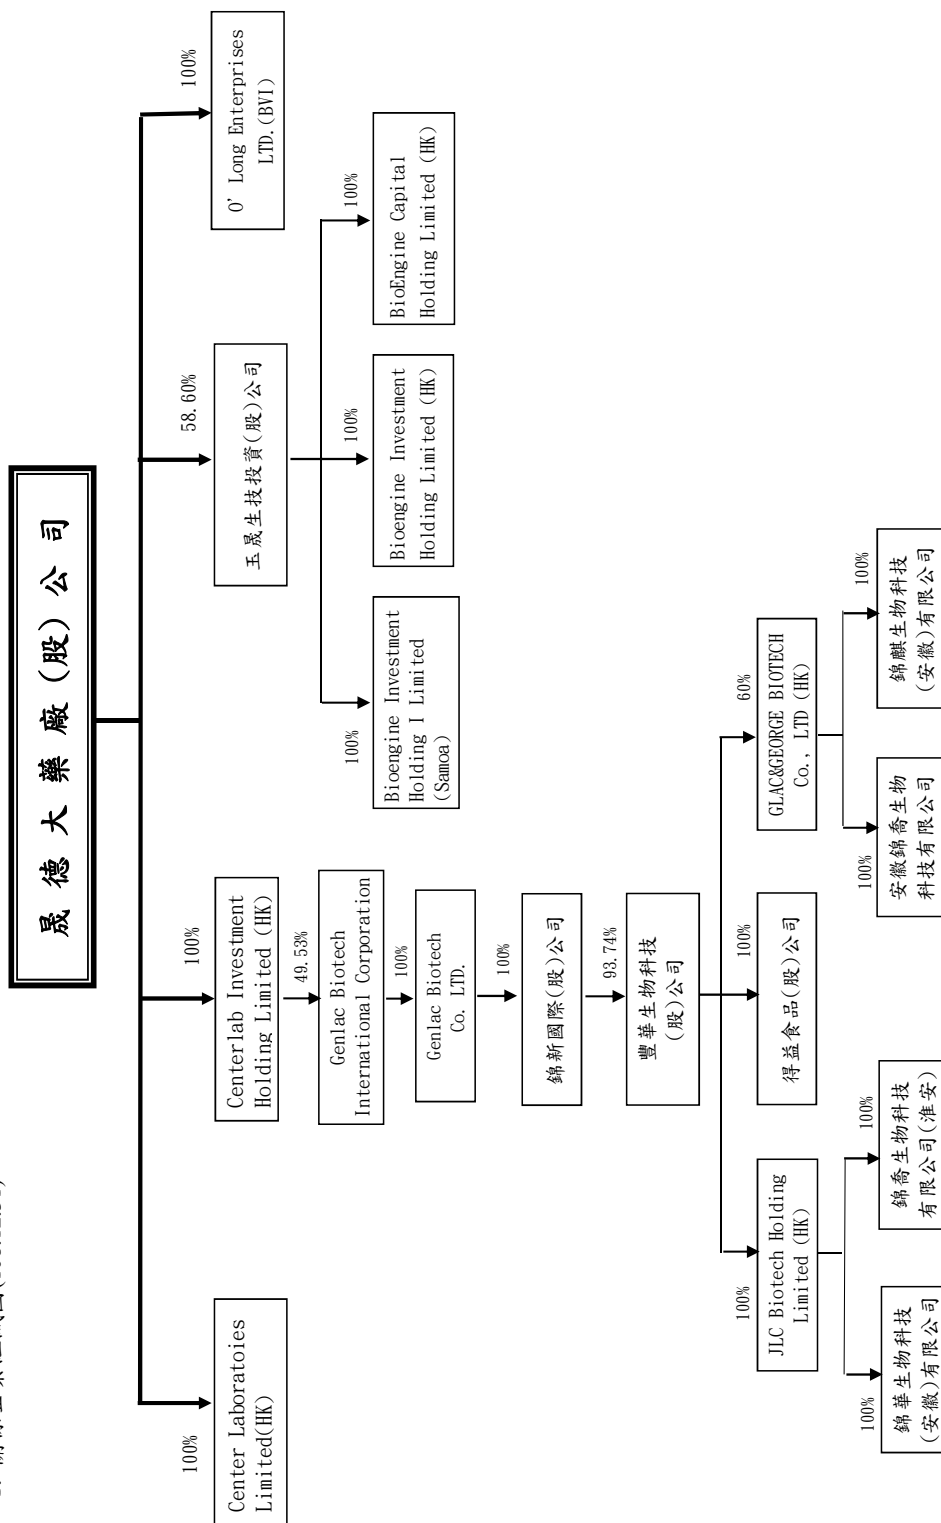 晟德大藥廠(股)公司
100%
Center Laboratoies
Limited(HK)
100%
Centerlab Investment
Holding Limited (HK)
58.60%
玉晟生技投資(股)公司
100%
O' Long Enterprises
LTD.(BVI)
49.53%
Genlac Biotech
International Corporation
100%
Genlac Biotech
Co. LTD.
100%
錦新國際(股)公司
93.74%
豐華生物科技
(股)公司
100%
Bioengine Investment
Holding I Limited
(Samoa)
100%
Bioengine Investment
Holding Limited (HK)
100%
BioEngine Capital
Holding Limited (HK)
100%
JLC Biotech Holding
Limited (HK)
100%
得益食品(股)公司
60%
GLAC&GEORGE BIOTECH
Co., LTD (HK)
100%
錦華生物科技
(安徽)有限公司
100%
錦喬生物科技
有限公司(淮安)
100%
安徽錦喬生物
科技有限公司
100%
錦麒生物科技
(安徽)有限公司